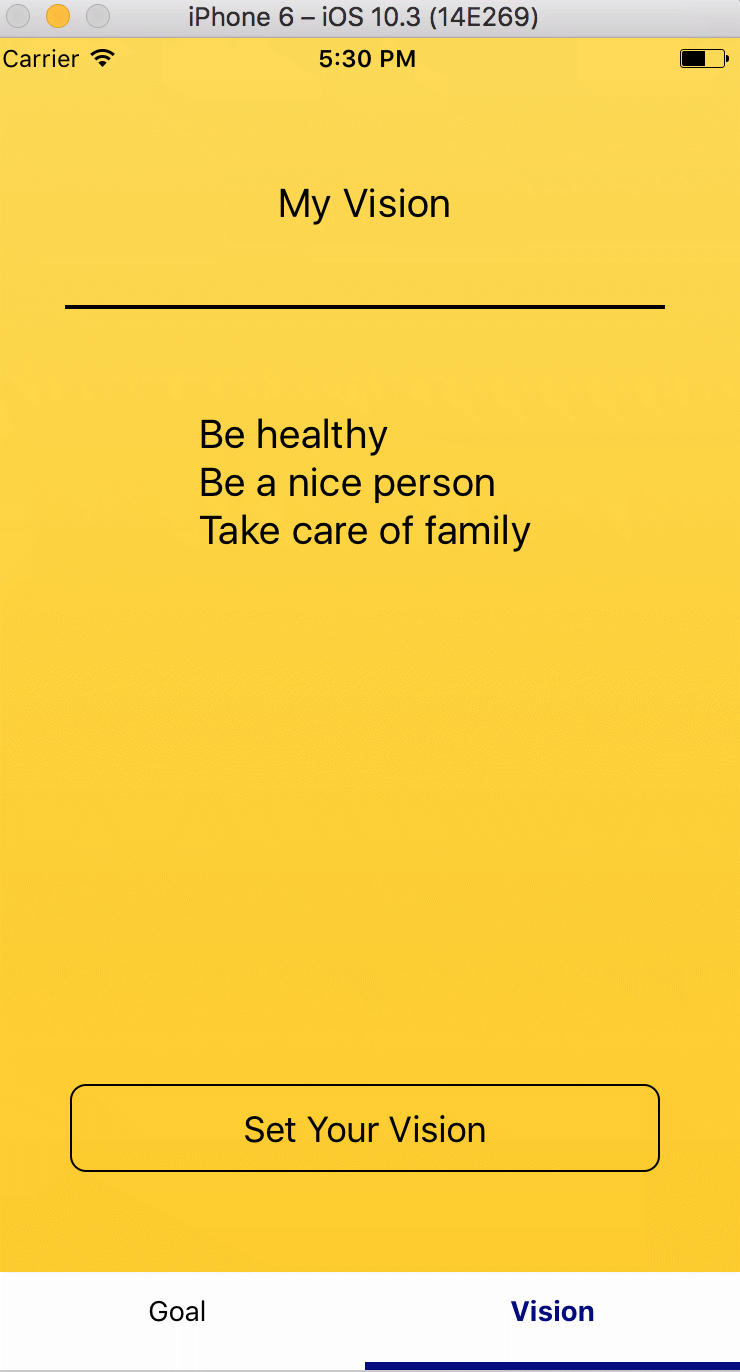 iPhone 6 – iOS 10.3 (14E269)
Carrier 5:30 PM
My Vision
Be healthy
Be a nice person
Take care of family
Set Your Vision
Goal Vision